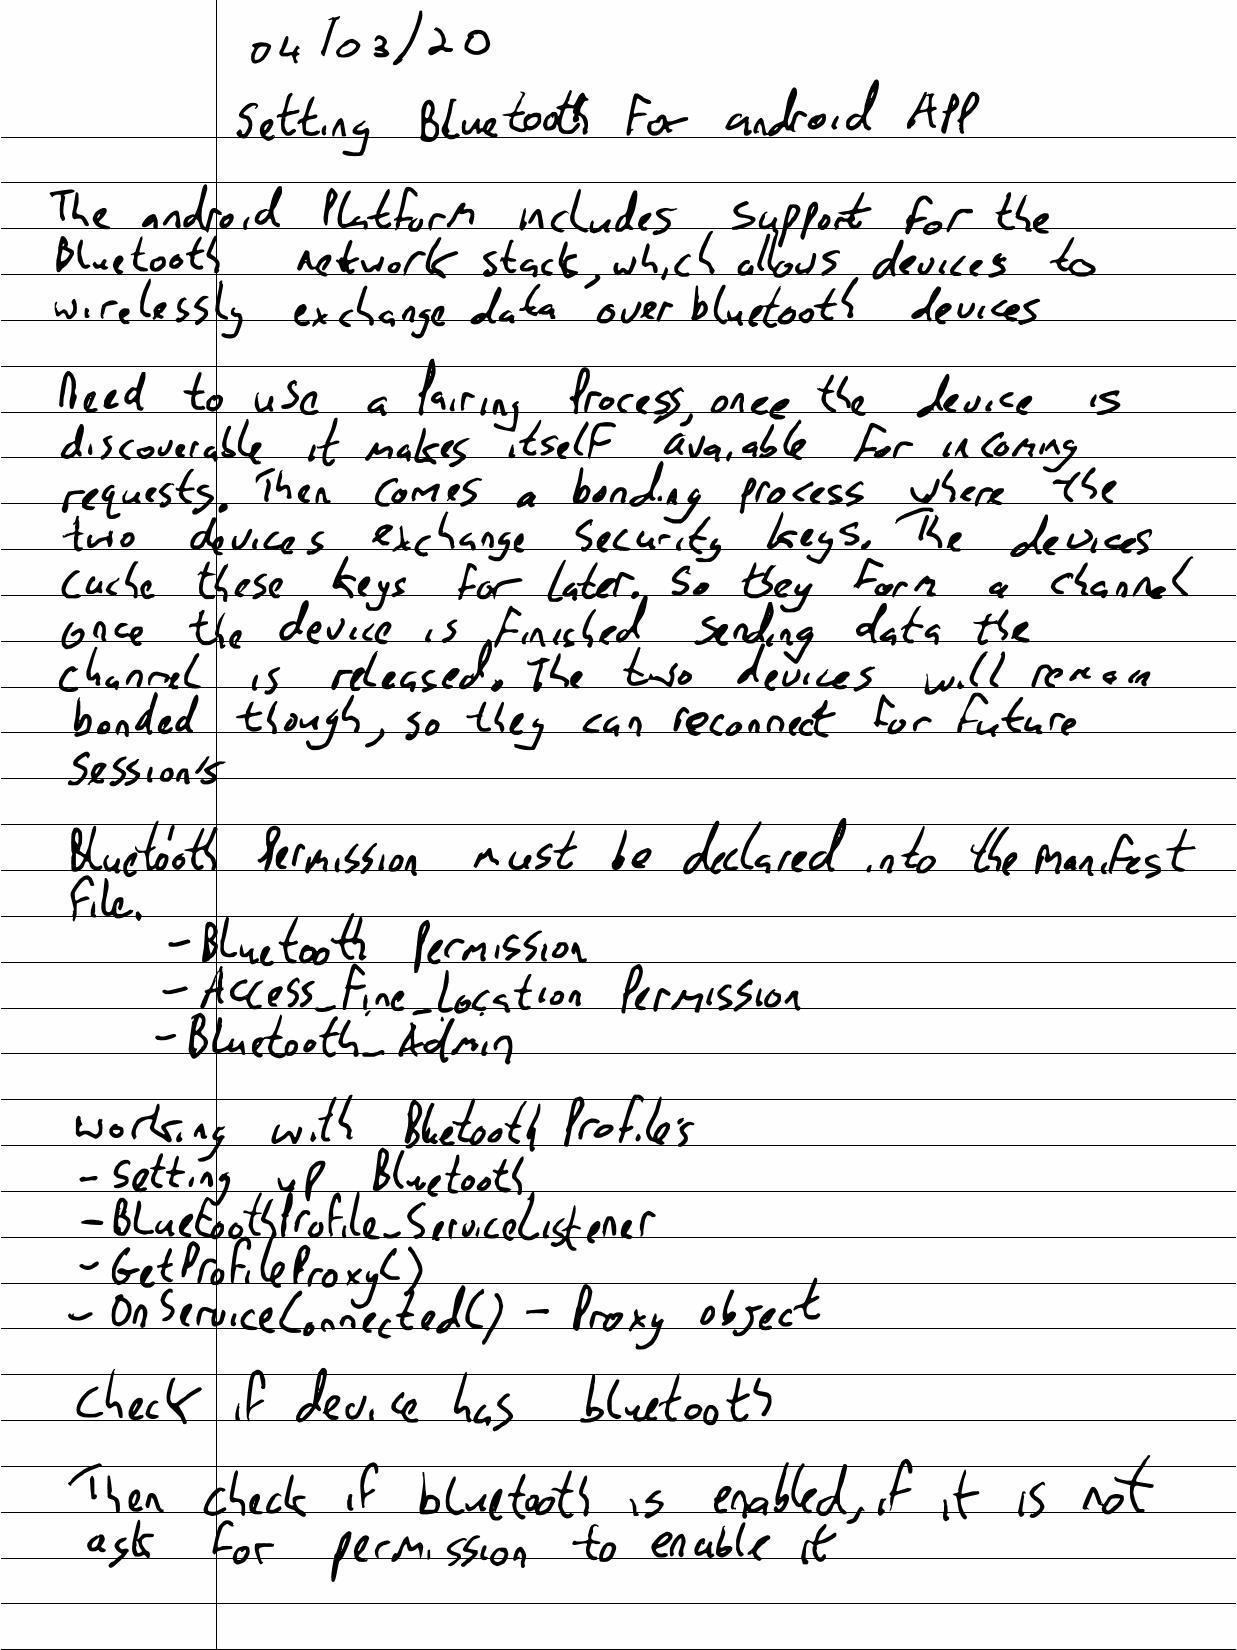 04/03/20
Setting Bluetooth For android APP
The android Platform includes support for the
Bluetooth network stack, which allows devices to
wirelessly exchange data over bluetooth devices
Need to use a Pairing Process, once the device is
discoverable it makes itself avaiable for incoming
requests. Then comes a bonding process where the
two devices exchange security keys. The devices
cache these keys for later. So they form a channel
once the device is finished sending data the
channel is released. The two devices will remain
bonded though, so they can reconnect for future
session's
Bluetooth Permission must be declared into the manifest
file.
- Bluetooth Permission
- Access_Fine_Location Permission
- Bluetooth_Admin
working with Bluetooth Profile's
- Setting up Bluetooth
- BluetoothProfile_ServiceListener
- GetProfileProxy()
- OnServiceConnected() - Proxy object
Check if device has bluetooth
Then check if bluetooth is enabled, if it is not
ask for permission to enable it